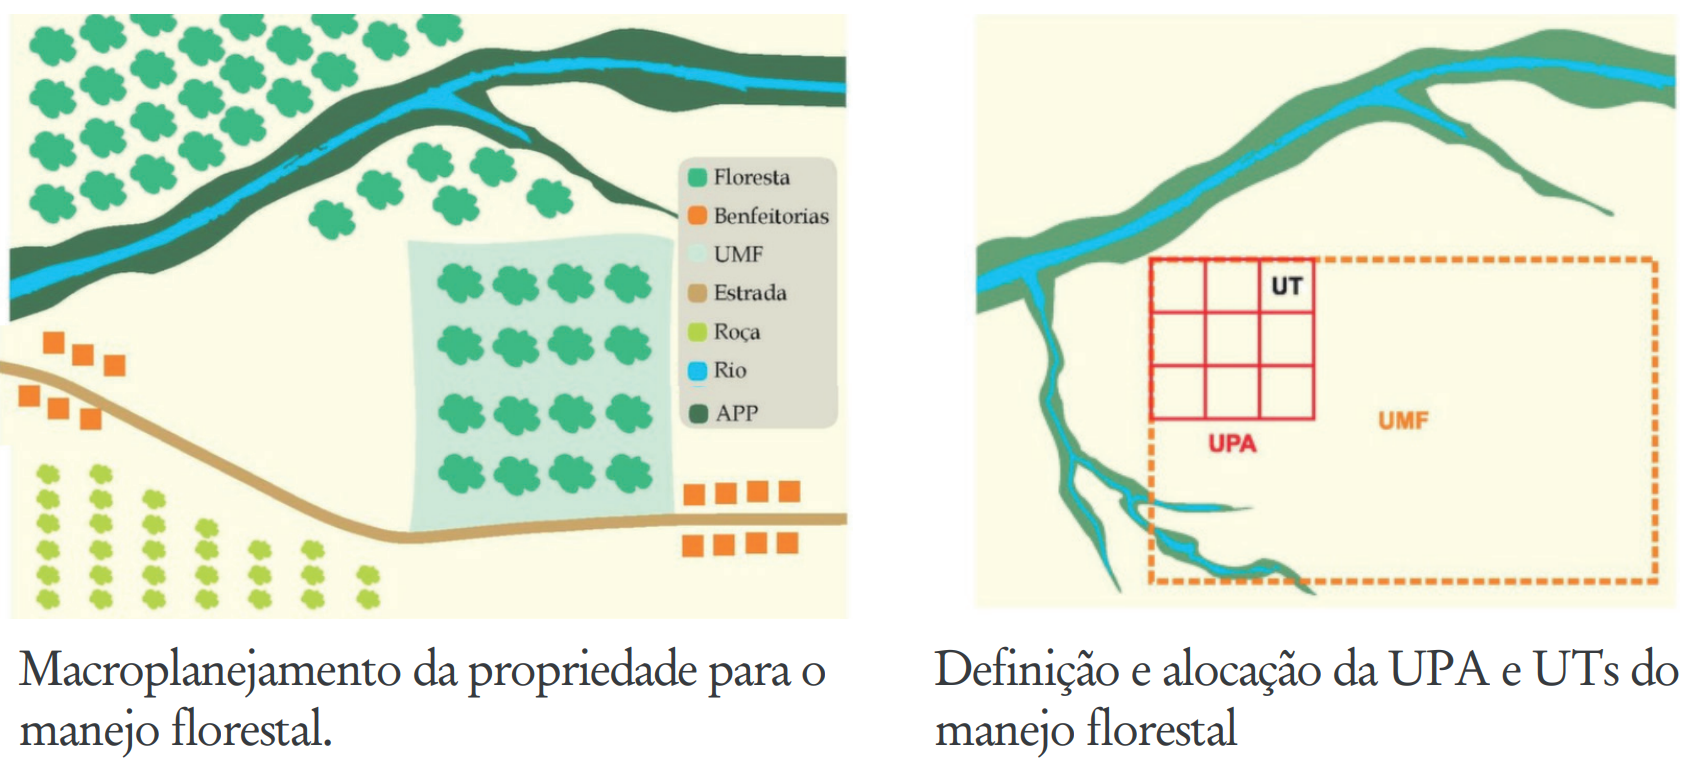 Floresta
Benfeitorias
UMF
Estrada
Roça
Rio
APP
Macroplanejamento da propriedade para o
manejo florestal.
UT
UMF
UPA
Definição e alocação da UPA e UTs do
manejo florestal